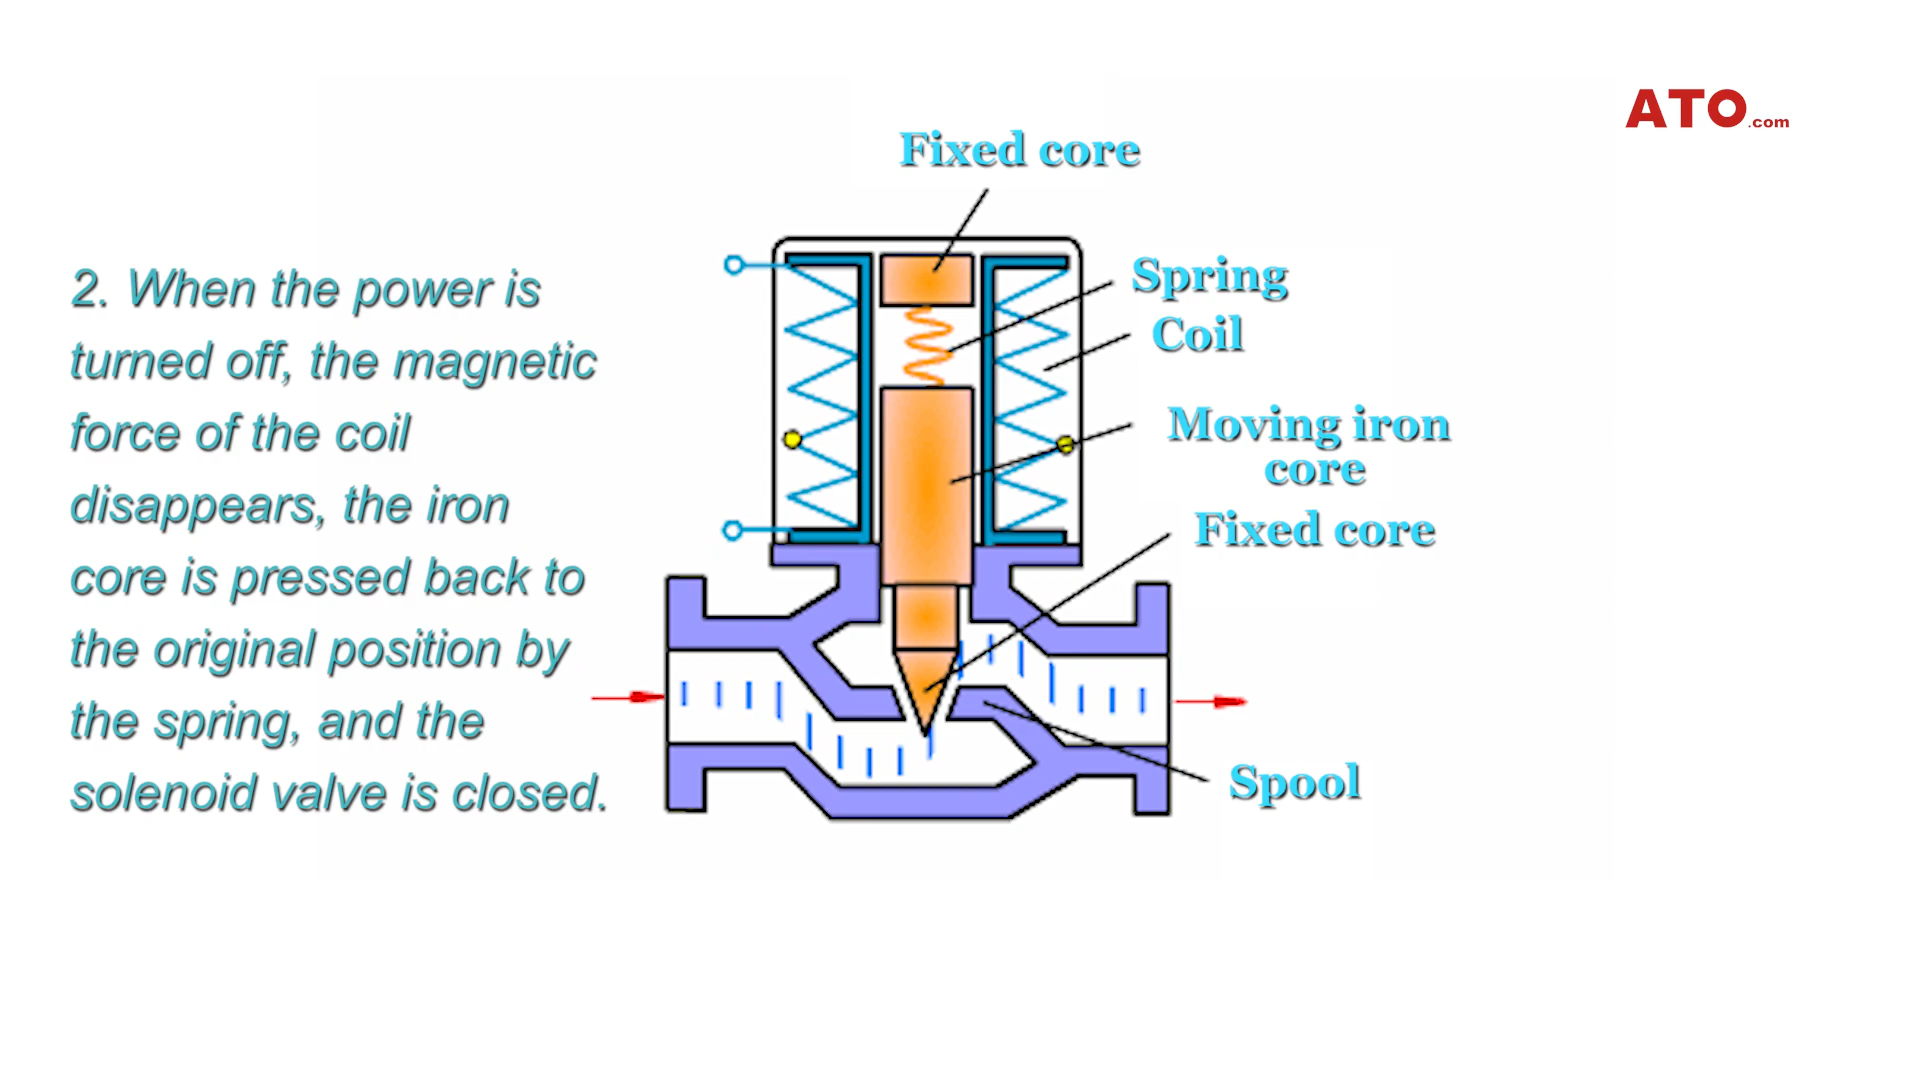 ATO.com
Fixed core
2. When the power is
turned off, the magnetic
force of the coil
disappears, the iron
core is pressed back to
the original position by
the spring, and the
solenoid valve is closed.
Spring
Coil
Moving iron
core
Fixed core
Spool